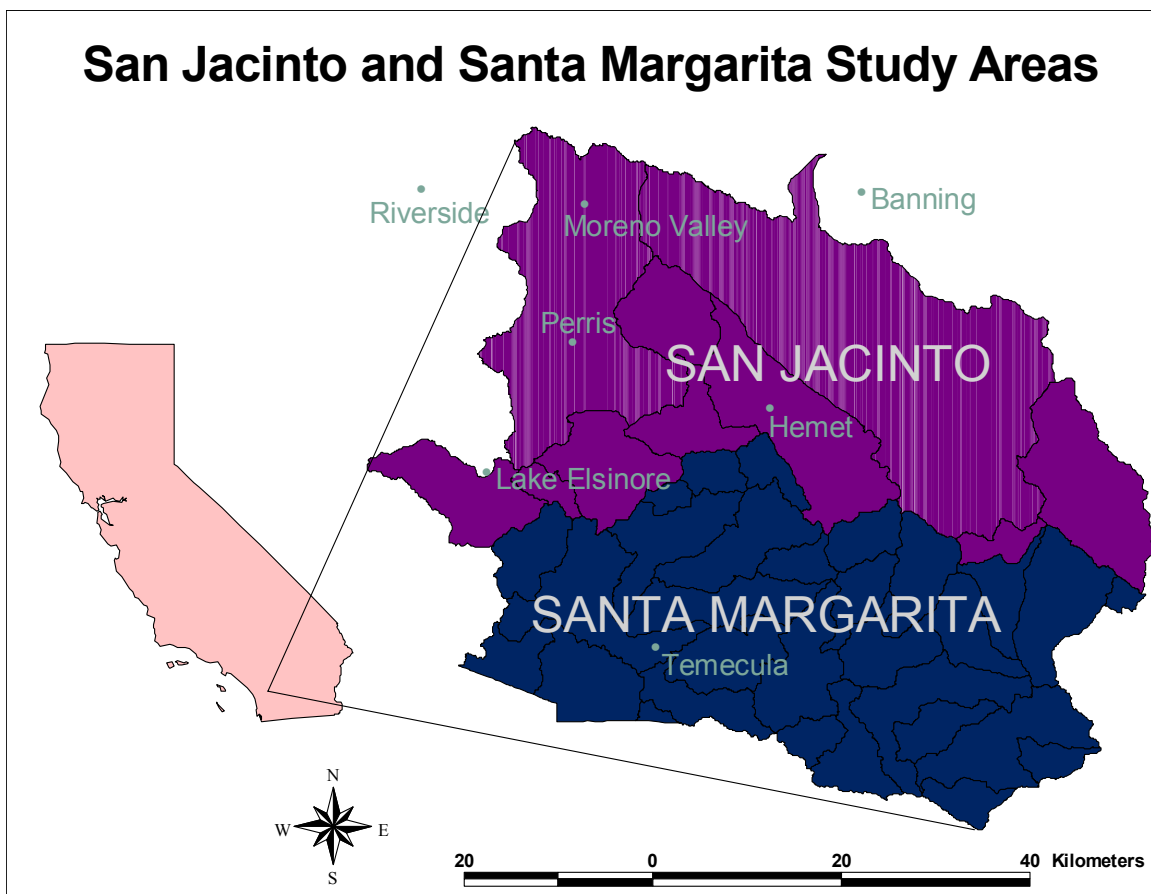 San Jacinto and Santa Margarita Study Areas
Riverside
Moreno Valley
Banning
Perris
SAN JACINTO
Hemet
Lake Elsinore
SANTA MARGARITA
Temecula
N
W
E
S
20 0 20 40 Kilometers